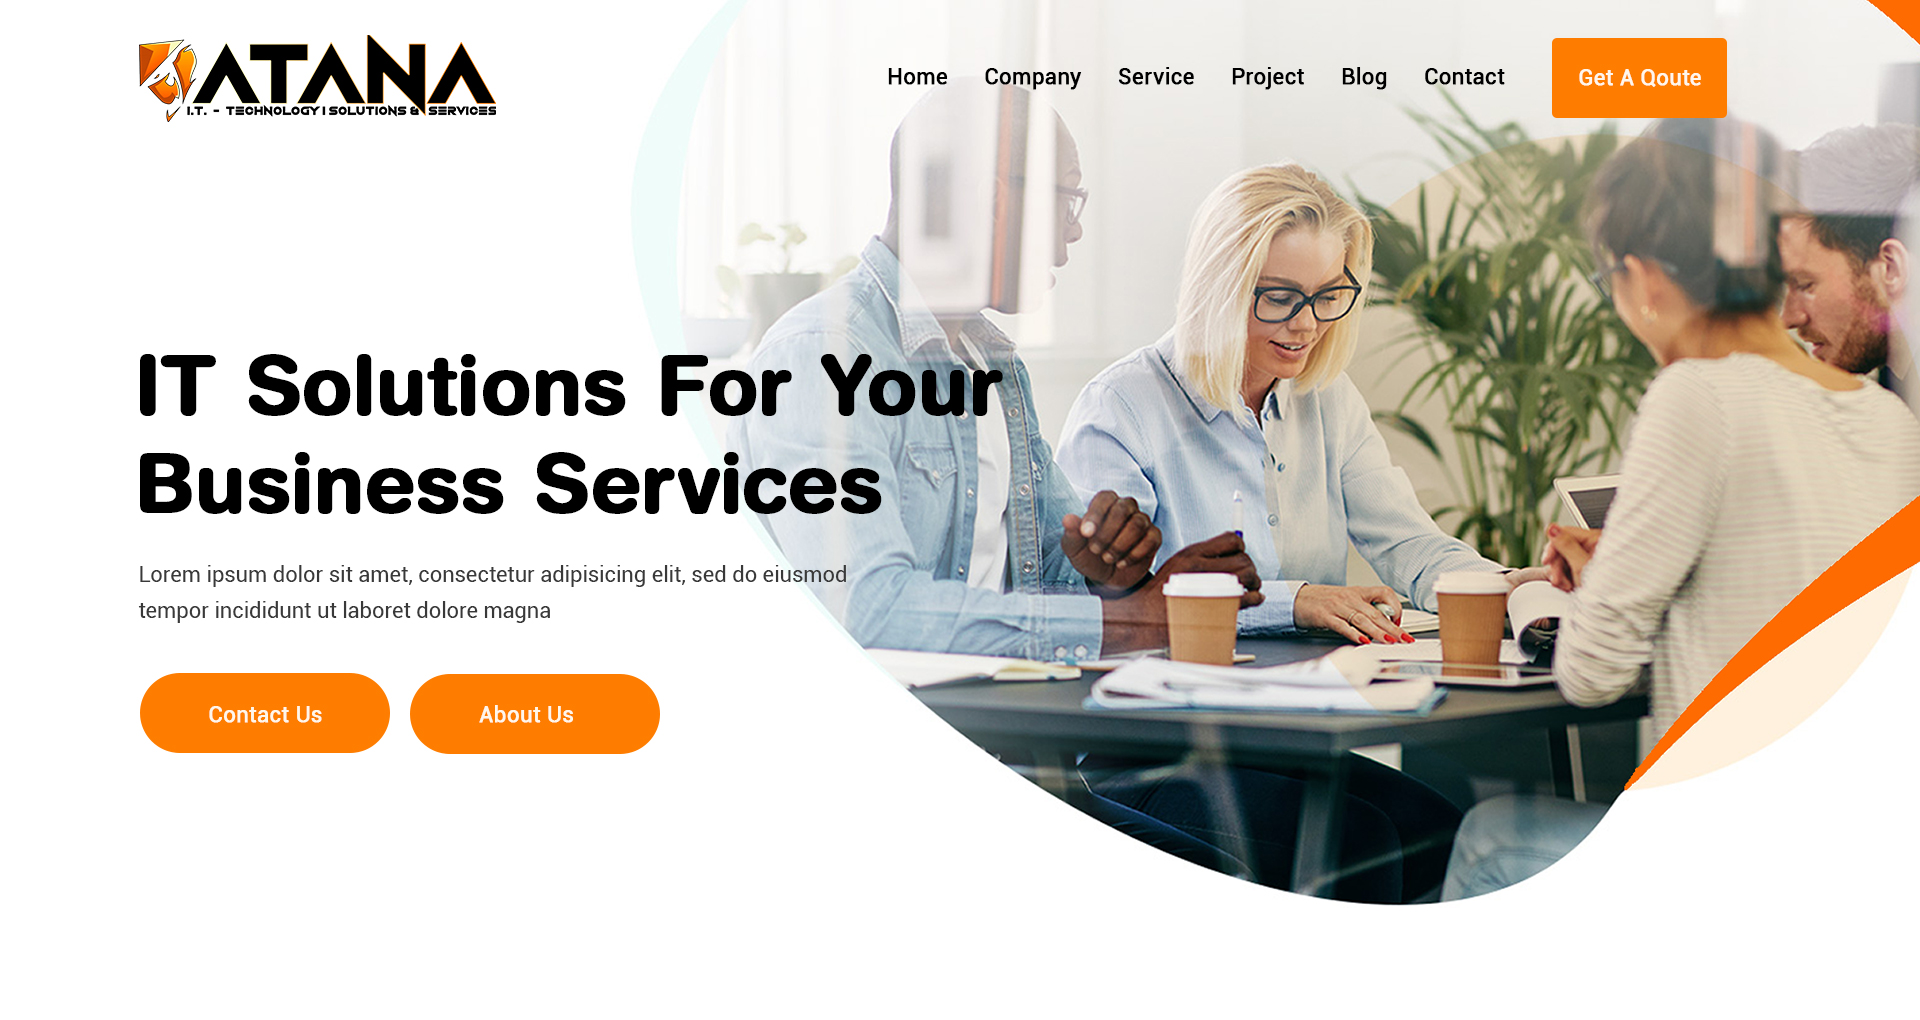 ATANA
I.T. - TECHNOLOGY | SOLUTIONS & SERVICES
Home Company Service Project Blog Contact Get A Qoute
IT Solutions For Your
Business Services
Lorem ipsum dolor sit amet, consectetur adipisicing elit, sed do eiusmod
tempor incididunt ut laboret dolore magna
Contact Us About Us